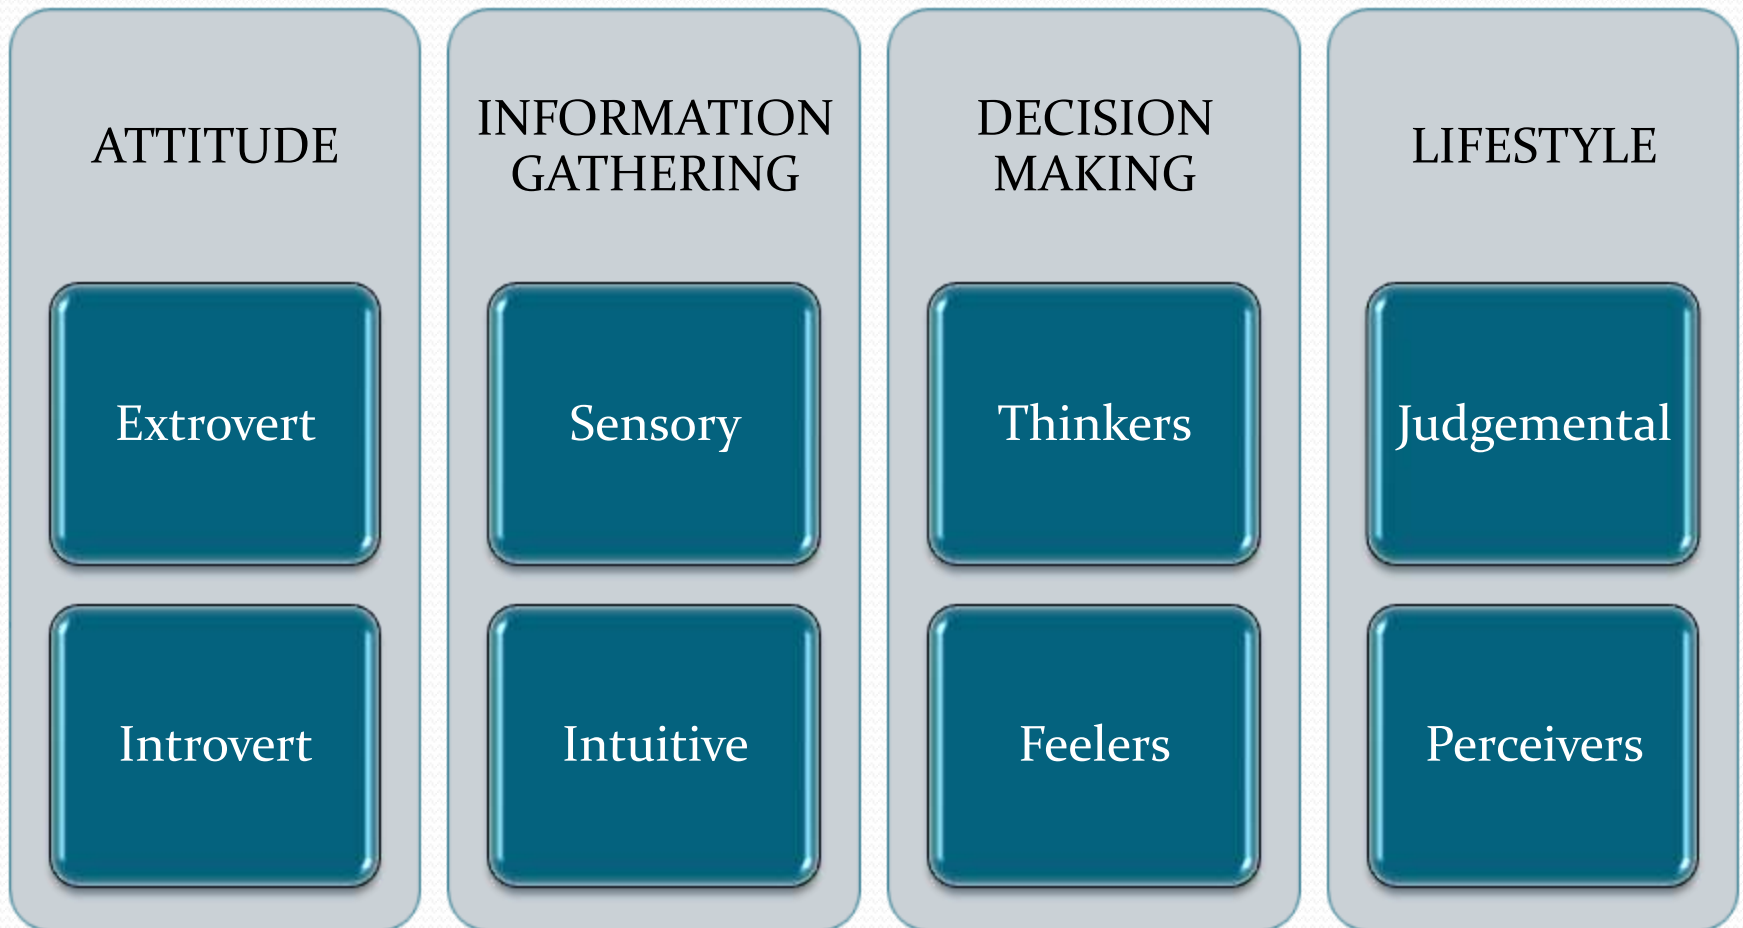 ATTITUDE
Extrovert
Introvert
INFORMATION
GATHERING
Sensory
Intuitive
DECISION
MAKING
Thinkers
Feelers
LIFESTYLE
Judgemental
Perceivers